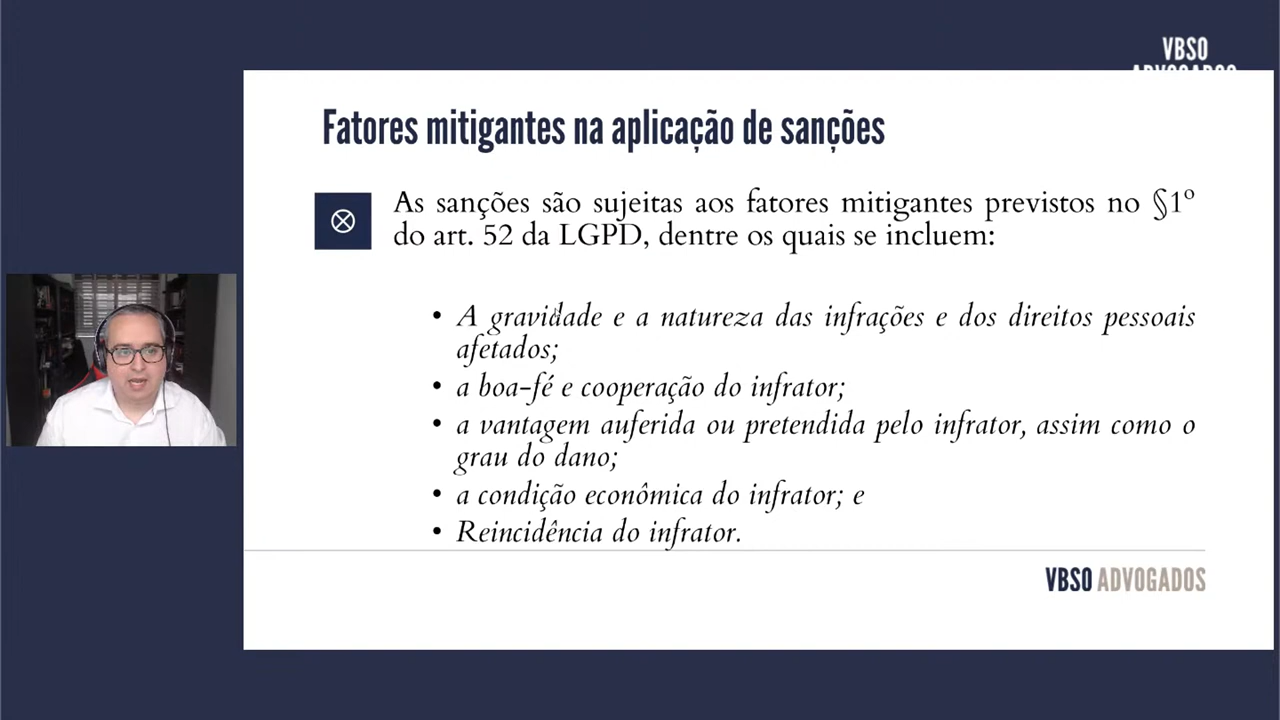 VBSO
ADVOGADOS
Fatores mitigantes na aplicação de sanções
As sanções são sujeitas aos fatores mitigantes previstos no §1º
do art. 52 da LGPD, dentre os quais se incluem:
• A gravidade e a natureza das infrações e dos direitos pessoais
afetados;
• a boa-fé e cooperação do infrator;
• a vantagem auferida ou pretendida pelo infrator, assim como o
grau do dano;
• a condição econômica do infrator; e
• Reincidência do infrator.
VBSO ADVOGADOS